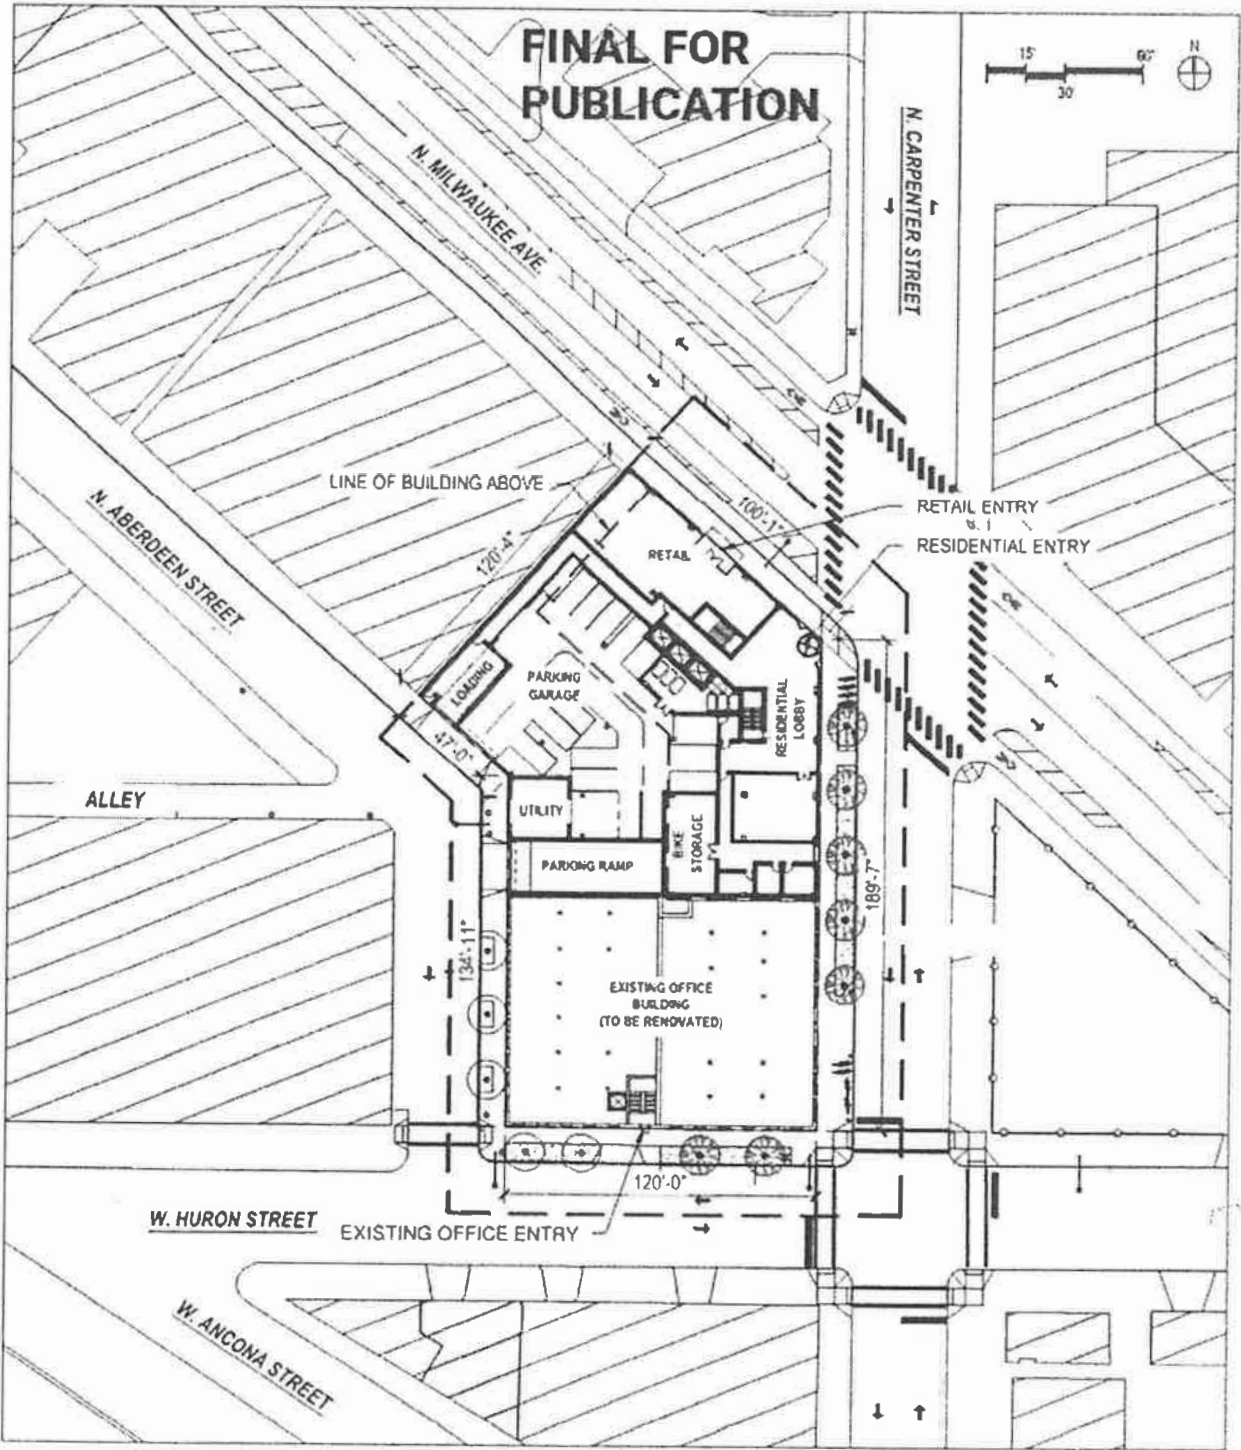 FINAL FOR
PUBLICATION
15'
60'
30'
N
N. MILWAUKEE AVE.
N. CARPENTER STREET
LINE OF BUILDING ABOVE
N. ABERDEEN STREET
120'-4"
100'-1"
RETAIL ENTRY
RESIDENTIAL ENTRY
RETAIL
LOADING
PARKING
GARAGE
RESIDENTIAL
LOBBY
47'-0"
ALLEY
UTILITY
BIKE
STORAGE
PARKING RAMP
189'-7"
134'-11"
EXISTING OFFICE
BUILDING
(TO BE RENOVATED)
120'-0"
W. HURON STREET
EXISTING OFFICE ENTRY
W. ANCONA STREET